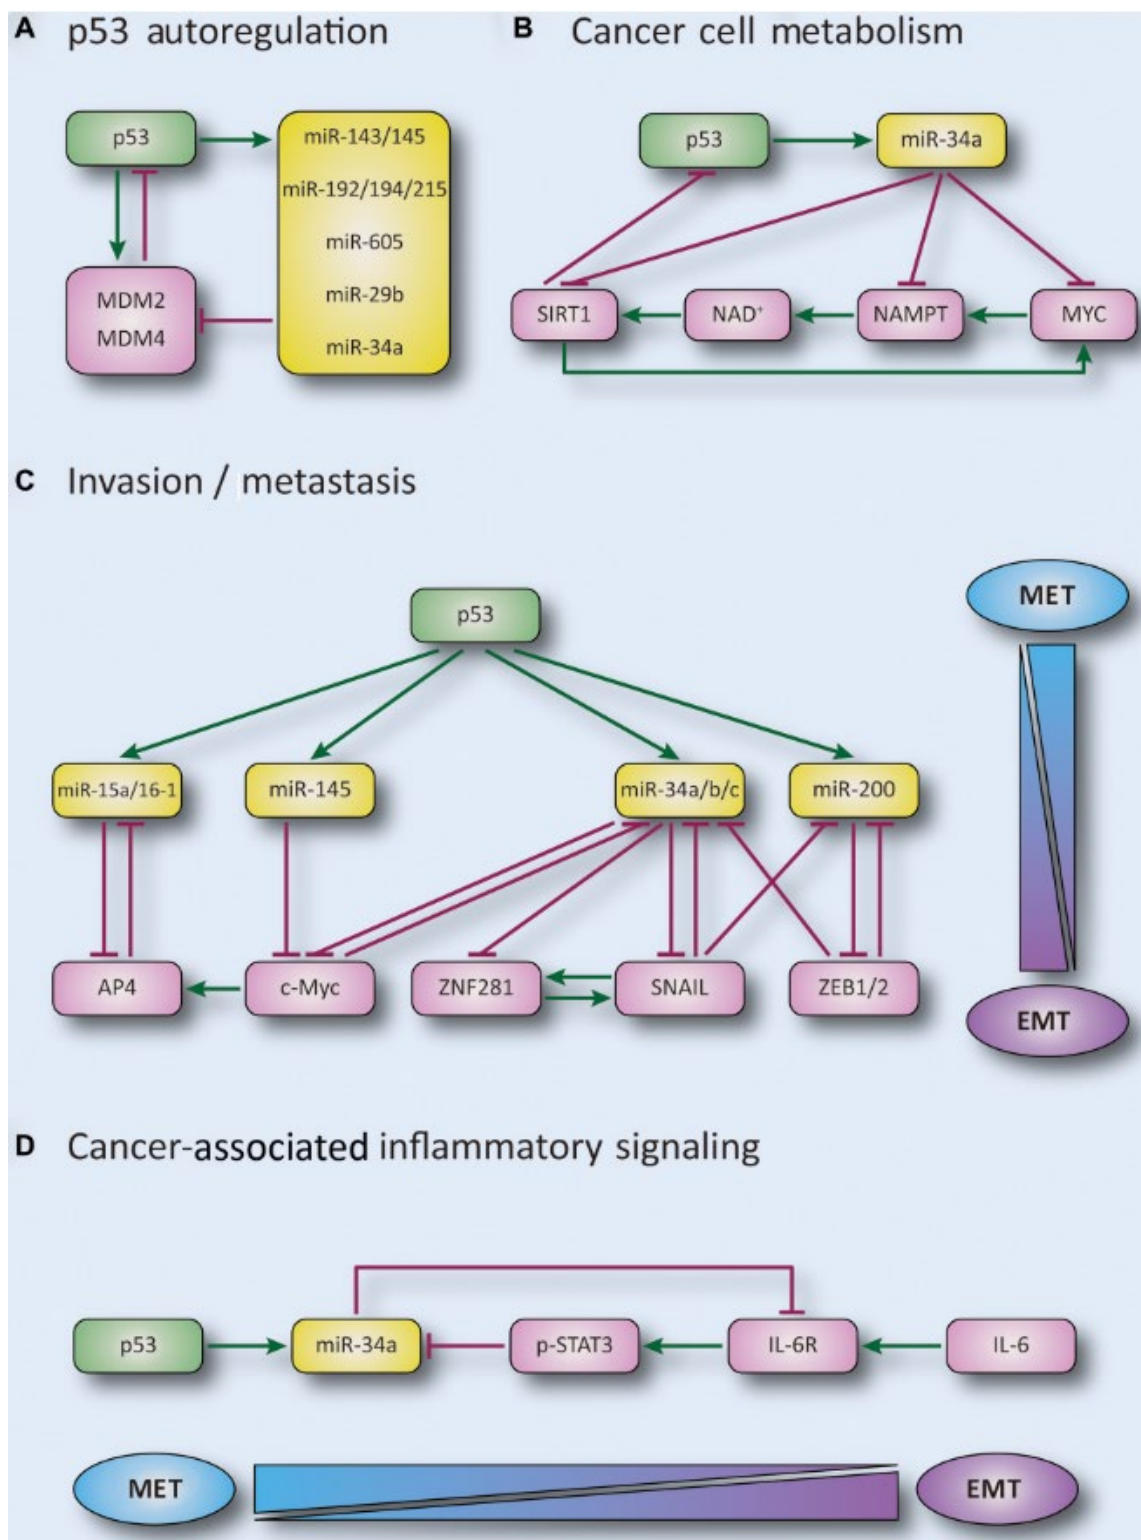 A p53 autoregulation
B Cancer cell metabolism
p53
miR-143/145
miR-192/194/215
miR-605
miR-29b
miR-34a
MDM2
MDM4
p53
miR-34a
SIRT1
NAD⁺
NAMPT
MYC
C Invasion / metastasis
p53
miR-15a/16-1
miR-145
miR-34a/b/c
miR-200
AP4
c-Myc
ZNF281
SNAIL
ZEB1/2
MET
EMT
D Cancer-associated inflammatory signaling
p53
miR-34a
p-STAT3
IL-6R
IL-6
MET
EMT